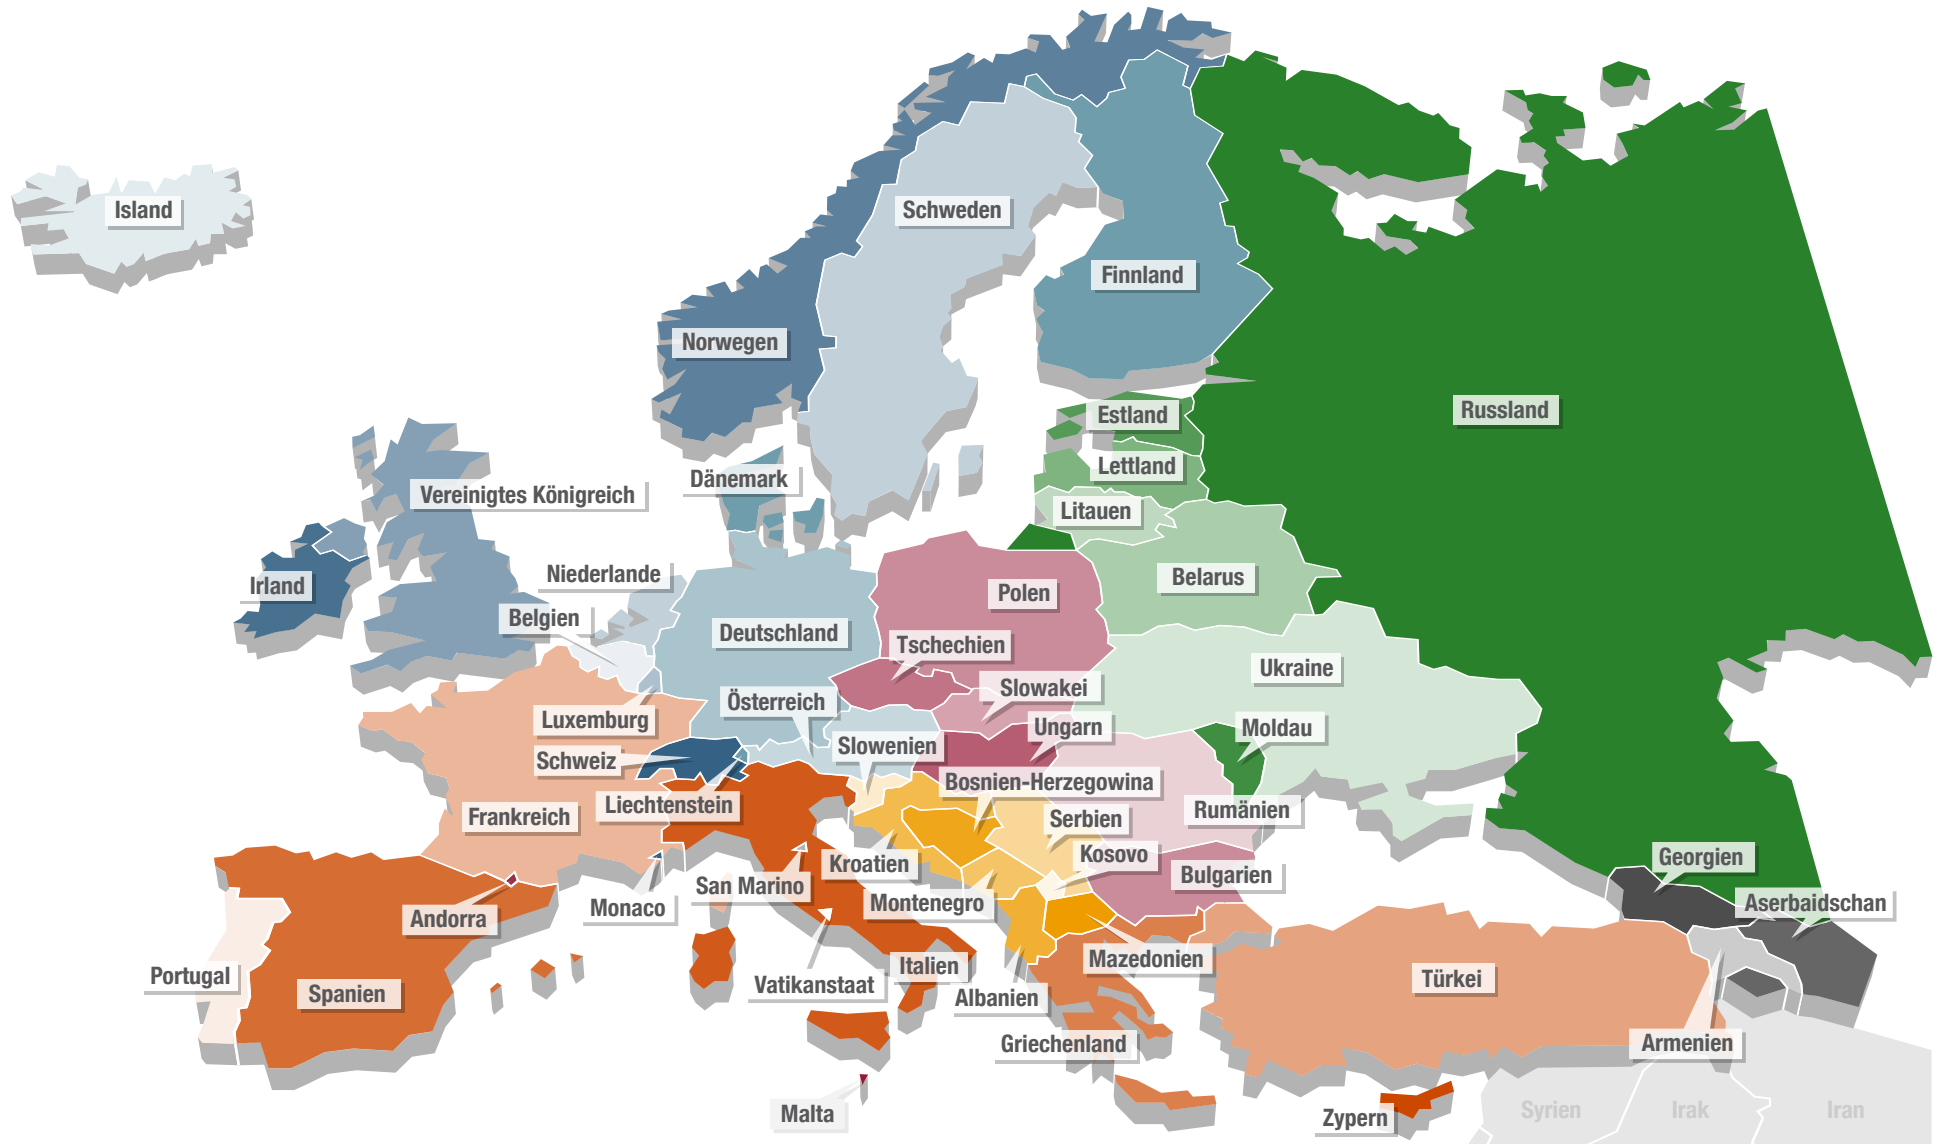 Island
Schweden
Finnland
Norwegen
Russland
Estland
Lettland
Dänemark
Vereinigtes Königreich
Litauen
Niederlande
Belarus
Irland
Polen
Belgien
Deutschland
Tschechien
Ukraine
Slowakei
Österreich
Luxemburg
Ungarn
Moldau
Slowenien
Schweiz
Bosnien-Herzegowina
Liechtenstein
Rumänien
Frankreich
Serbien
Kosovo
Georgien
Kroatien
Bulgarien
San Marino
Montenegro
Aserbaidschan
Monaco
Andorra
Mazedonien
Italien
Portugal
Türkei
Vatikanstaat
Spanien
Albanien
Griechenland
Armenien
Malta
Zypern
Syrien
Irak
Iran